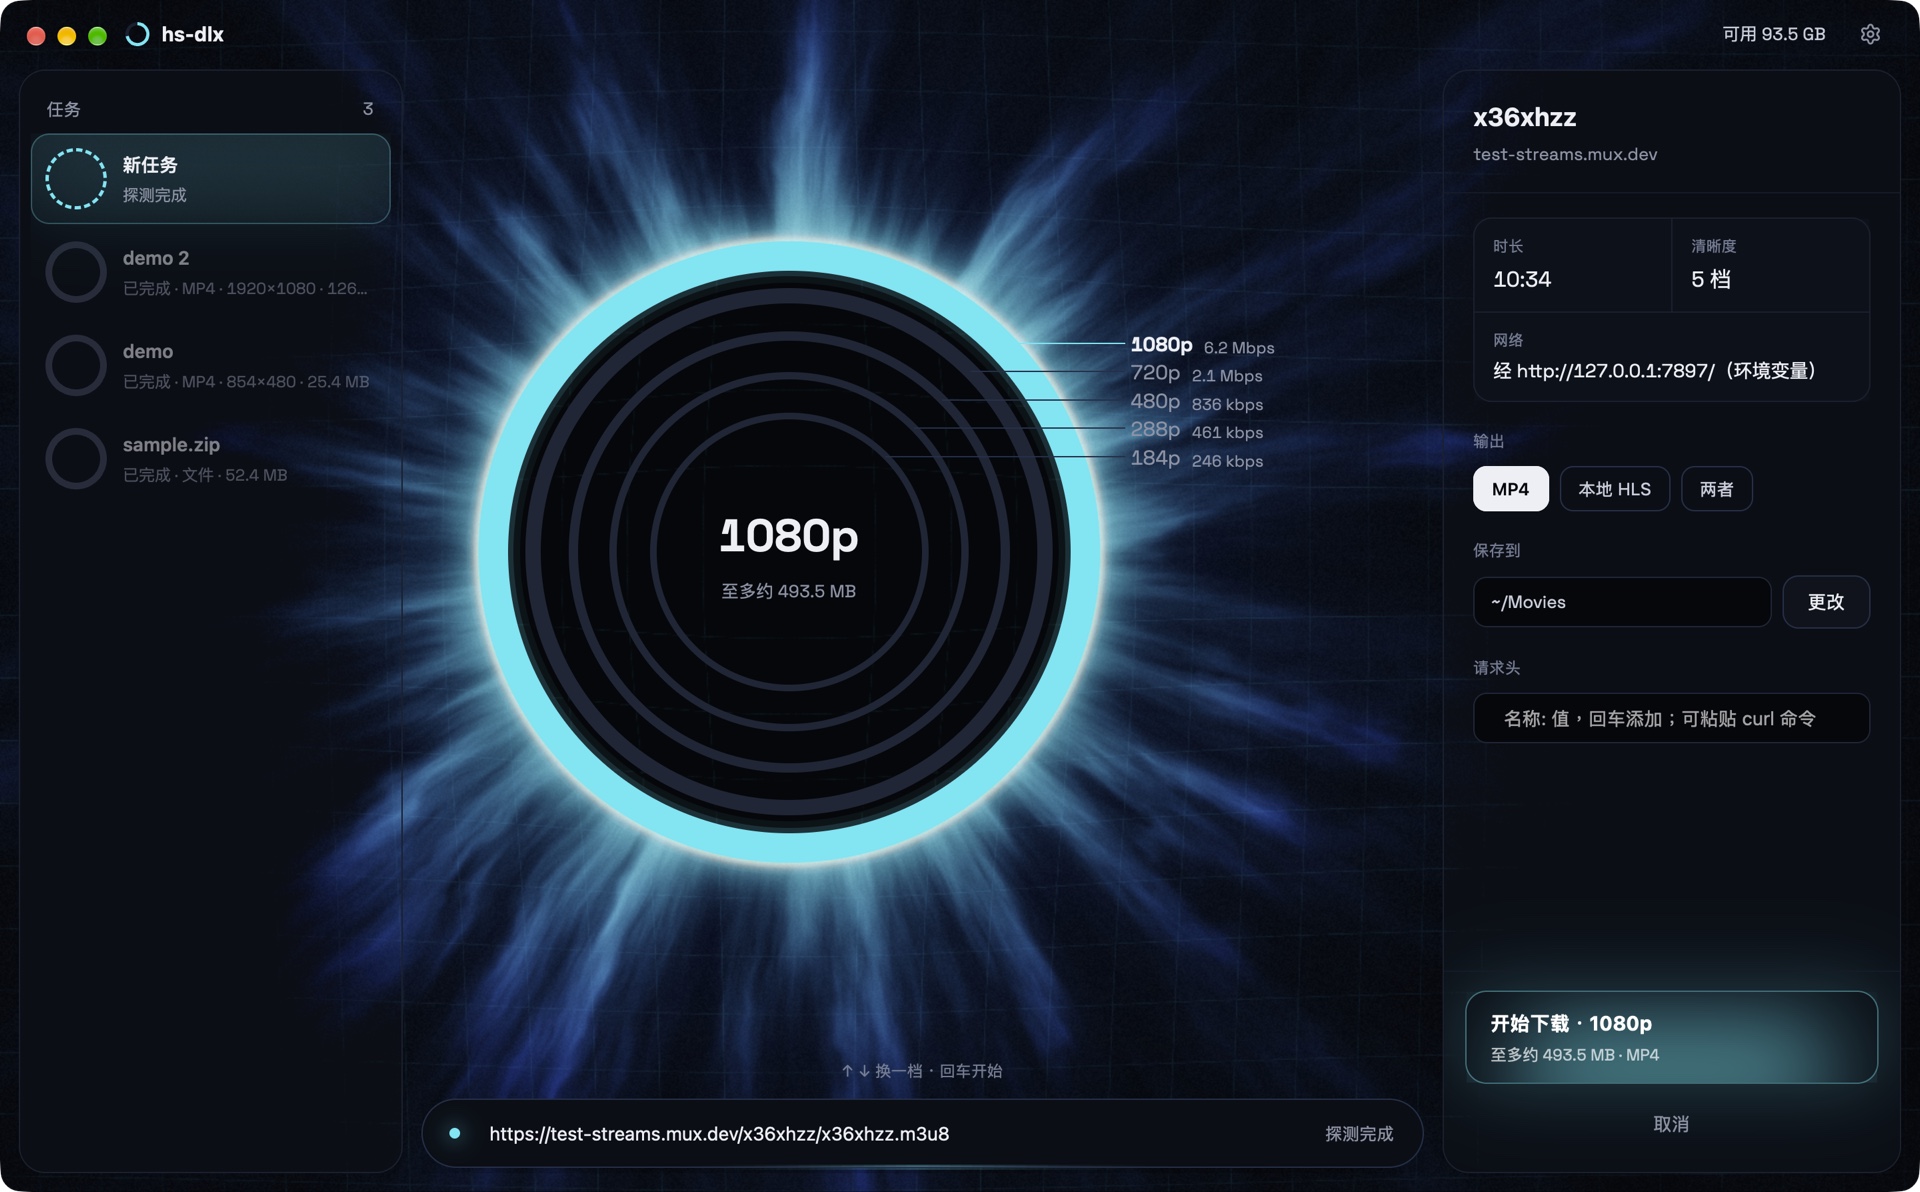 hs-dlx
可用 93.5 GB
任务 3
新任务
探测完成
demo 2
已完成 · MP4 · 1920×1080 · 126…
demo
已完成 · MP4 · 854×480 · 25.4 MB
sample.zip
已完成 · 文件 · 52.4 MB
1080p 6.2 Mbps
720p 2.1 Mbps
480p 836 kbps
288p 461 kbps
184p 246 kbps
1080p
至多约 493.5 MB
↑ ↓ 换一档 · 回车开始
https://test-streams.mux.dev/x36xhzz/x36xhzz.m3u8 探测完成
x36xhzz
test-streams.mux.dev
时长 清晰度
10:34 5 档
网络
经 http://127.0.0.1:7897/（环境变量）
输出
MP4 本地 HLS 两者
保存到
~/Movies 更改
请求头
名称: 值，回车添加；可粘贴 curl 命令
开始下载 · 1080p
至多约 493.5 MB · MP4
取消